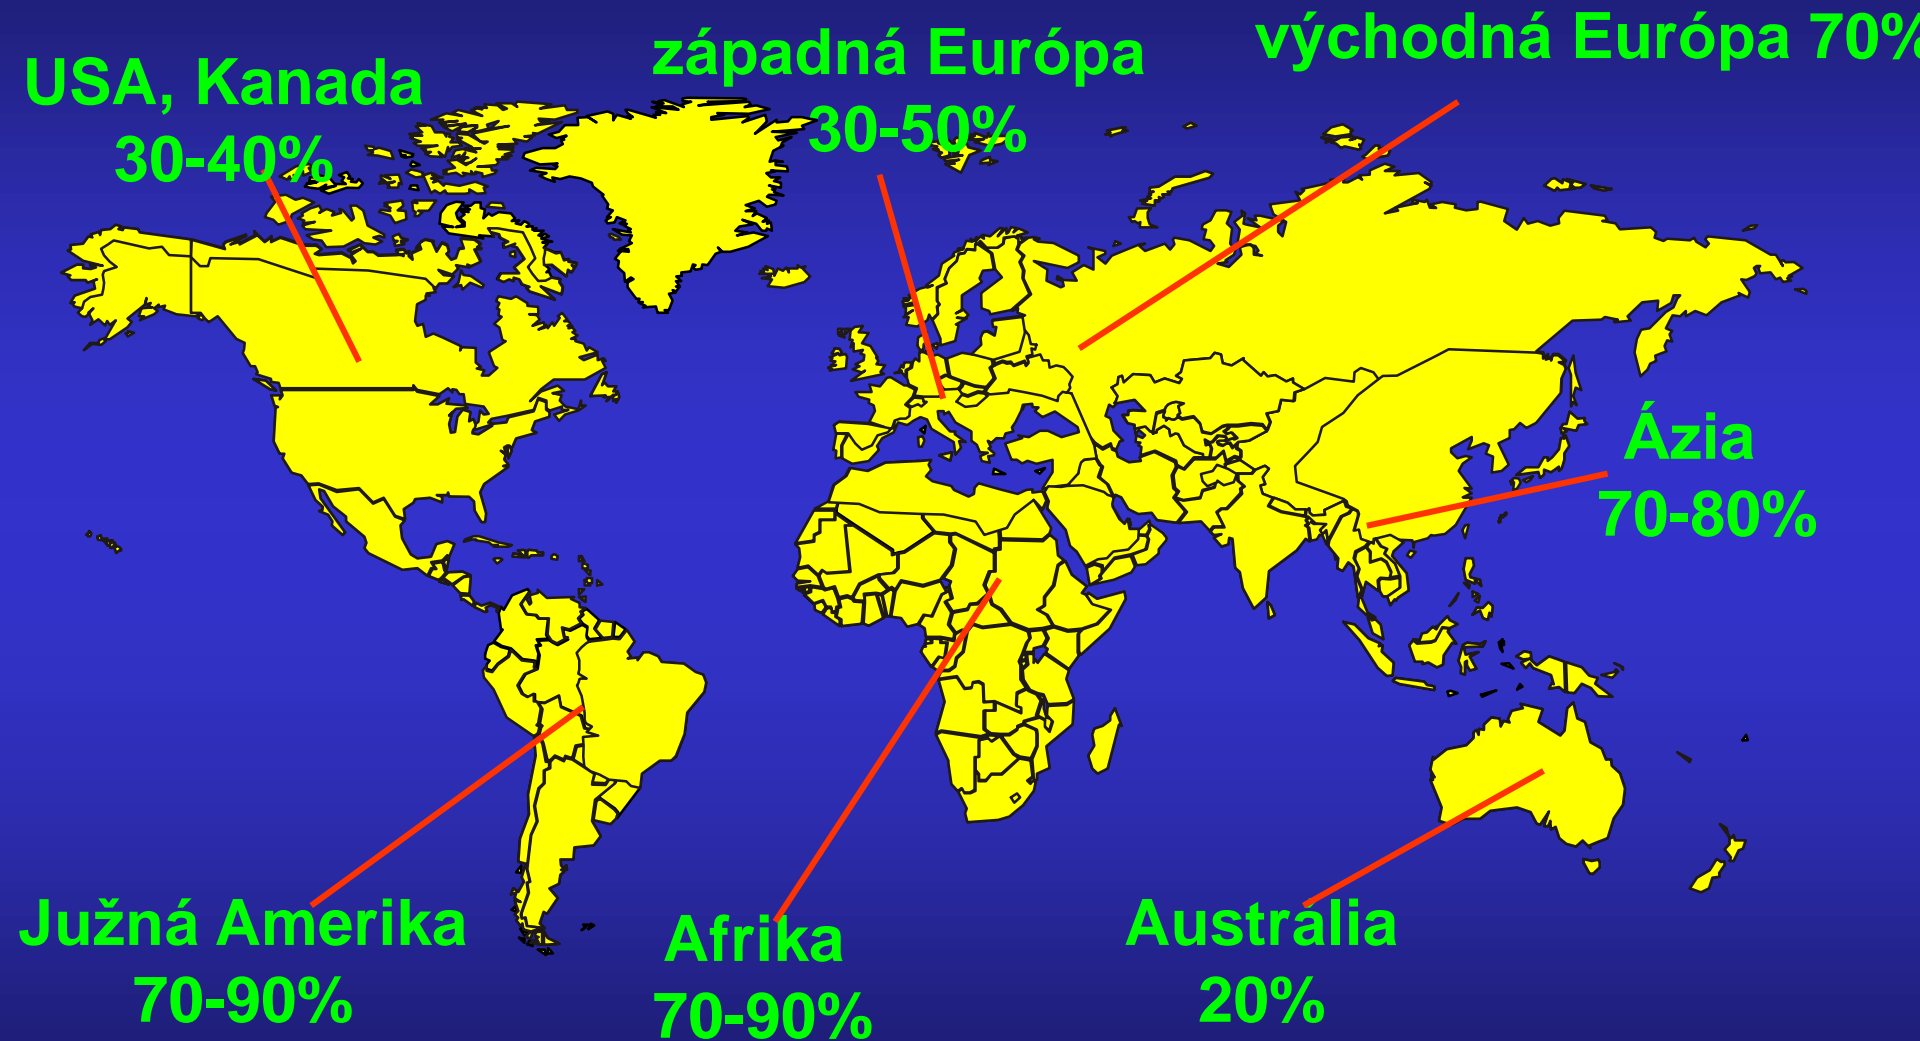 USA, Kanada
30-40%
západná Európa
30-50%
východná Európa 70%
Ázia
70-80%
Južná Amerika
70-90%
Afrika
70-90%
Austrália
20%